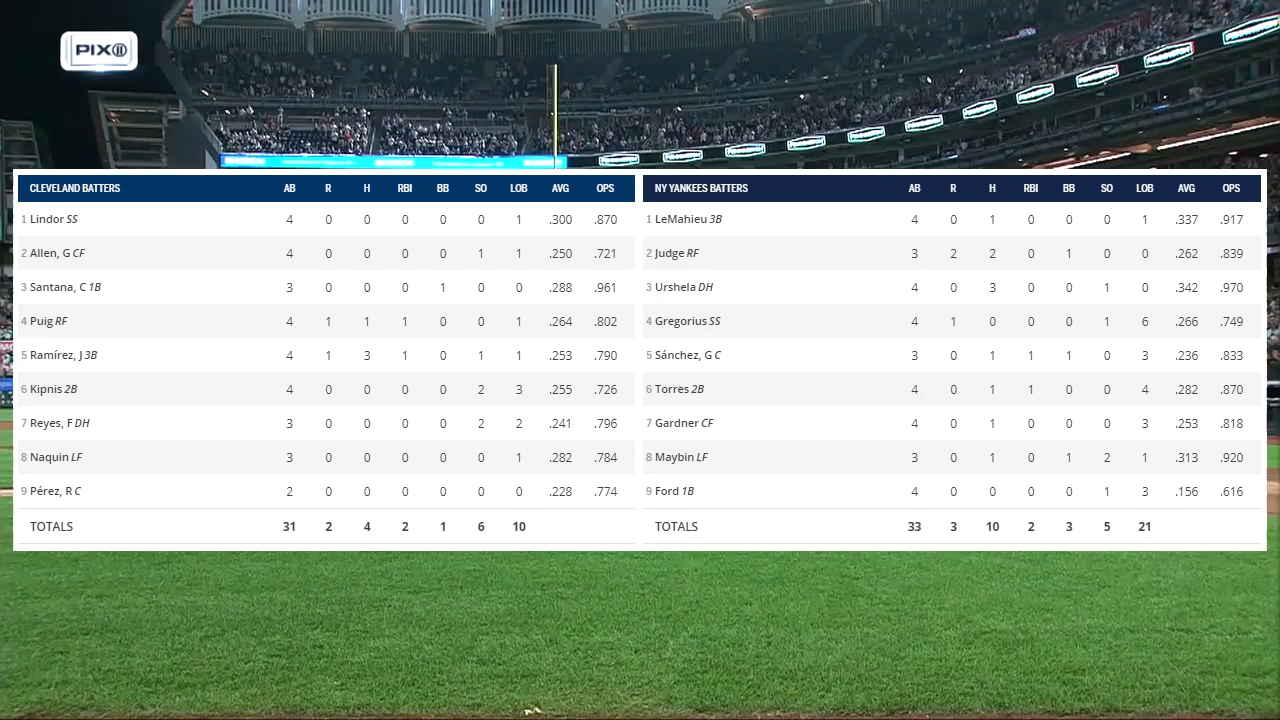 PIX11
CLEVELAND BATTERS AB R H RBI BB SO LOB AVG OPS
1 Lindor SS 4 0 0 0 0 0 1 .300 .870
2 Allen, G CF 4 0 0 0 0 1 1 .250 .721
3 Santana, C 1B 3 0 0 0 1 0 0 .288 .961
4 Puig RF 4 1 1 1 0 0 1 .264 .802
5 Ramírez, J 3B 4 1 3 1 0 1 1 .253 .790
6 Kipnis 2B 4 0 0 0 0 2 3 .255 .726
7 Reyes, F DH 3 0 0 0 0 2 2 .241 .796
8 Naquin LF 3 0 0 0 0 0 1 .282 .784
9 Pérez, R C 2 0 0 0 0 0 0 .228 .774
TOTALS 31 2 4 2 1 6 10
NY YANKEES BATTERS AB R H RBI BB SO LOB AVG OPS
1 LeMahieu 3B 4 0 1 0 0 0 1 .337 .917
2 Judge RF 3 2 2 0 1 0 0 .262 .839
3 Urshela DH 4 0 3 0 0 1 0 .342 .970
4 Gregorius SS 4 1 0 0 0 1 6 .266 .749
5 Sánchez, G C 3 0 1 1 1 0 3 .236 .833
6 Torres 2B 4 0 1 1 0 0 4 .282 .870
7 Gardner CF 4 0 1 0 0 0 3 .253 .818
8 Maybin LF 3 0 1 0 1 2 1 .313 .920
9 Ford 1B 4 0 0 0 0 1 3 .156 .616
TOTALS 33 3 10 2 3 5 21